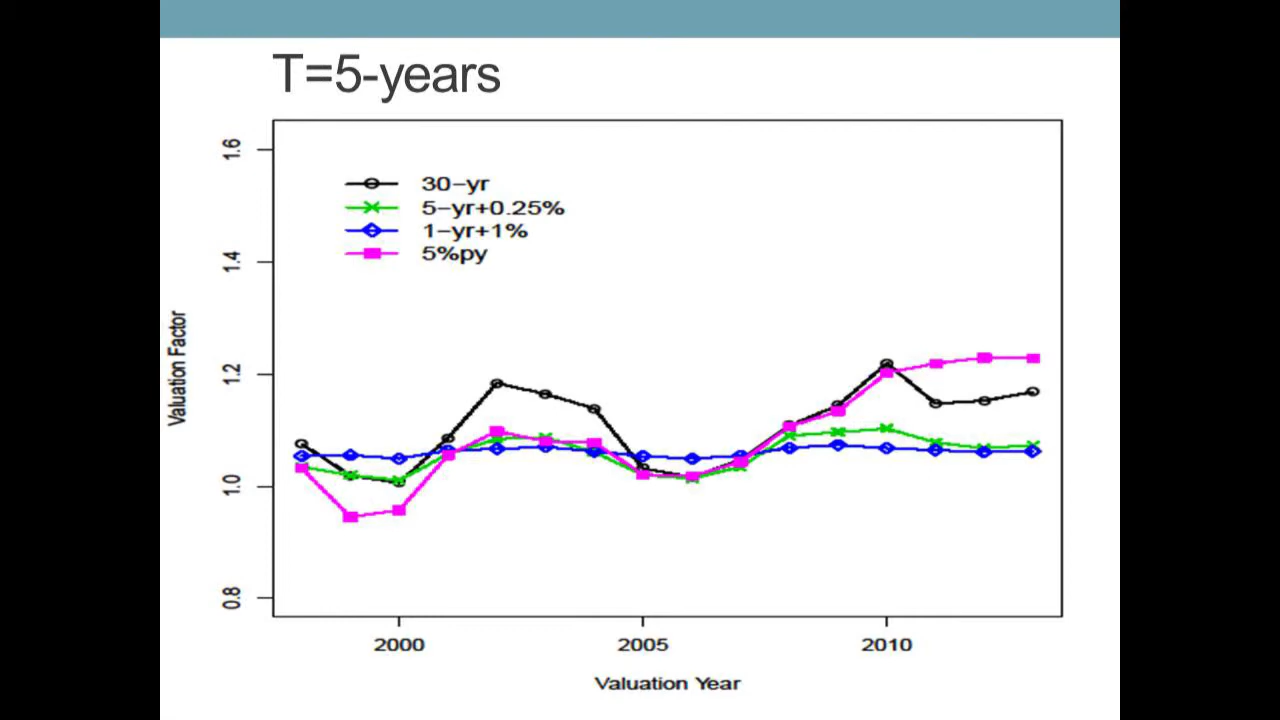 T=5-years
1.6
30-yr
5-yr+0.25%
1-yr+1%
5%py
1.4
1.2
1.0
0.8
Valuation Factor
2000 2005 2010
Valuation Year